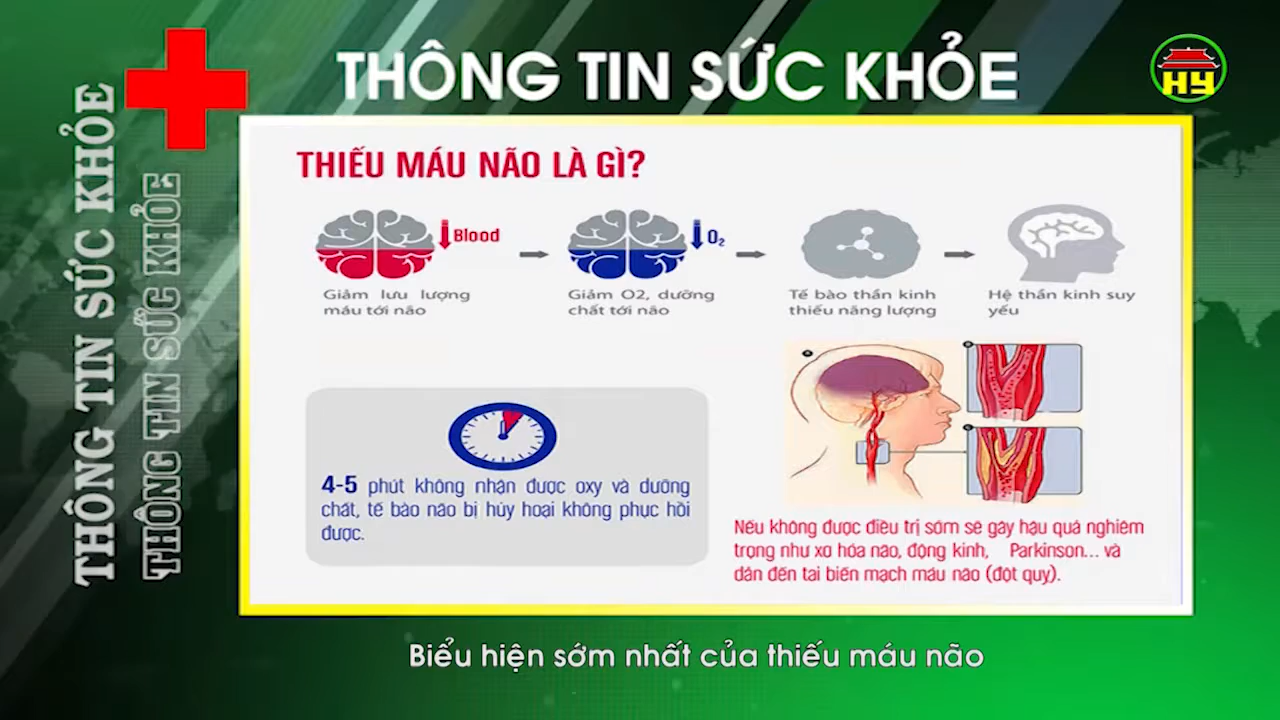 THÔNG TIN SỨC KHỎE
HY
THÔNG TIN SỨC KHỎE
THÔNG TIN SỨC KHỎE
THIẾU MÁU NÃO LÀ GÌ?
Blood
O₂
Giảm lưu lượng
máu tới não
Giảm O2, dưỡng
chất tới não
Tế bào thần kinh
thiếu năng lượng
Hệ thần kinh suy
yếu
4-5 phút không nhận được oxy và dưỡng
chất, tế bào não bị hủy hoại không phục hồi
được.
Nếu không được điều trị sớm sẽ gây hậu quả nghiêm
trọng như xơ hóa não, động kinh, Parkinson... và
dẫn đến tai biến mạch máu não (đột quỵ).
Biểu hiện sớm nhất của thiếu máu não